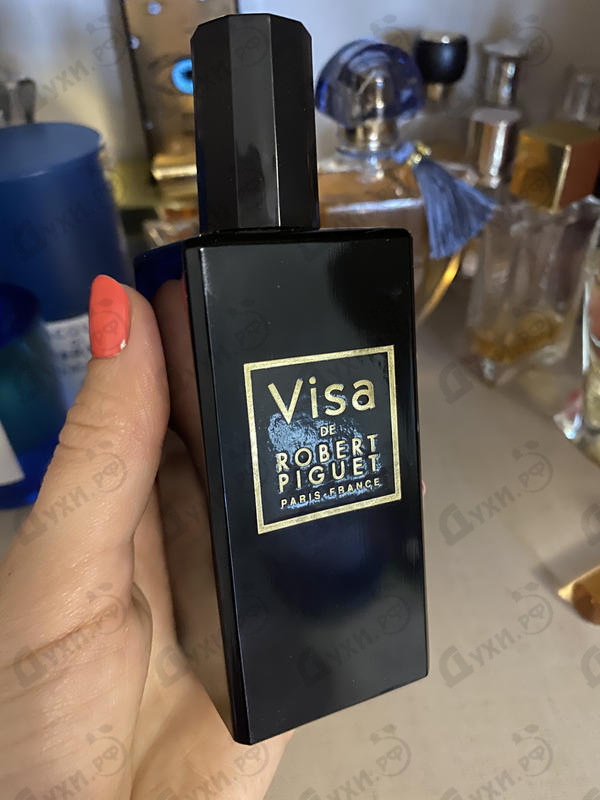 Visa
DE
ROBERT
PIGUET
PARIS-FRANCE
Духи.РФ